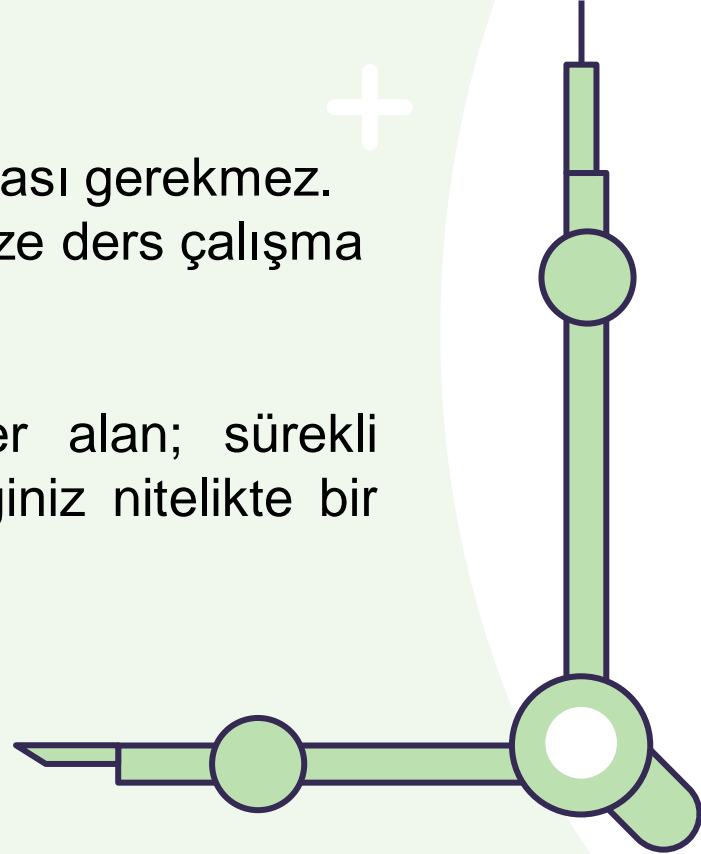 ası gerekmez.
ze ders çalışma
er alan; sürekli
ğiniz nitelikte bir